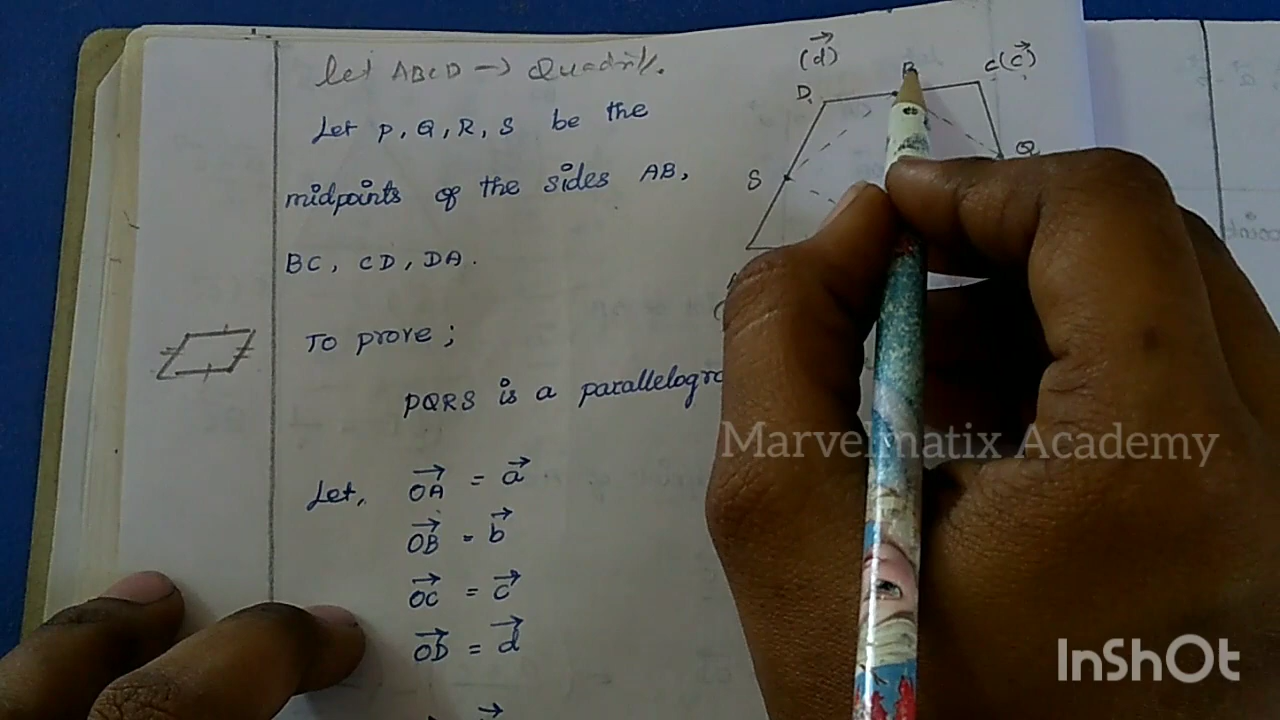 let ABCD → Quadril.
Let P, Q, R, S be the
midpoints of the sides AB,
BC, CD, DA.
To prove;
PQRS is a
Let, OA⃗ = a⃗
OB⃗ = b⃗
OC⃗ = c⃗
OD⃗ = d⃗
(d⃗)
D
R
C(c⃗)
Q
S
Marvelmatix Academy
InShOt